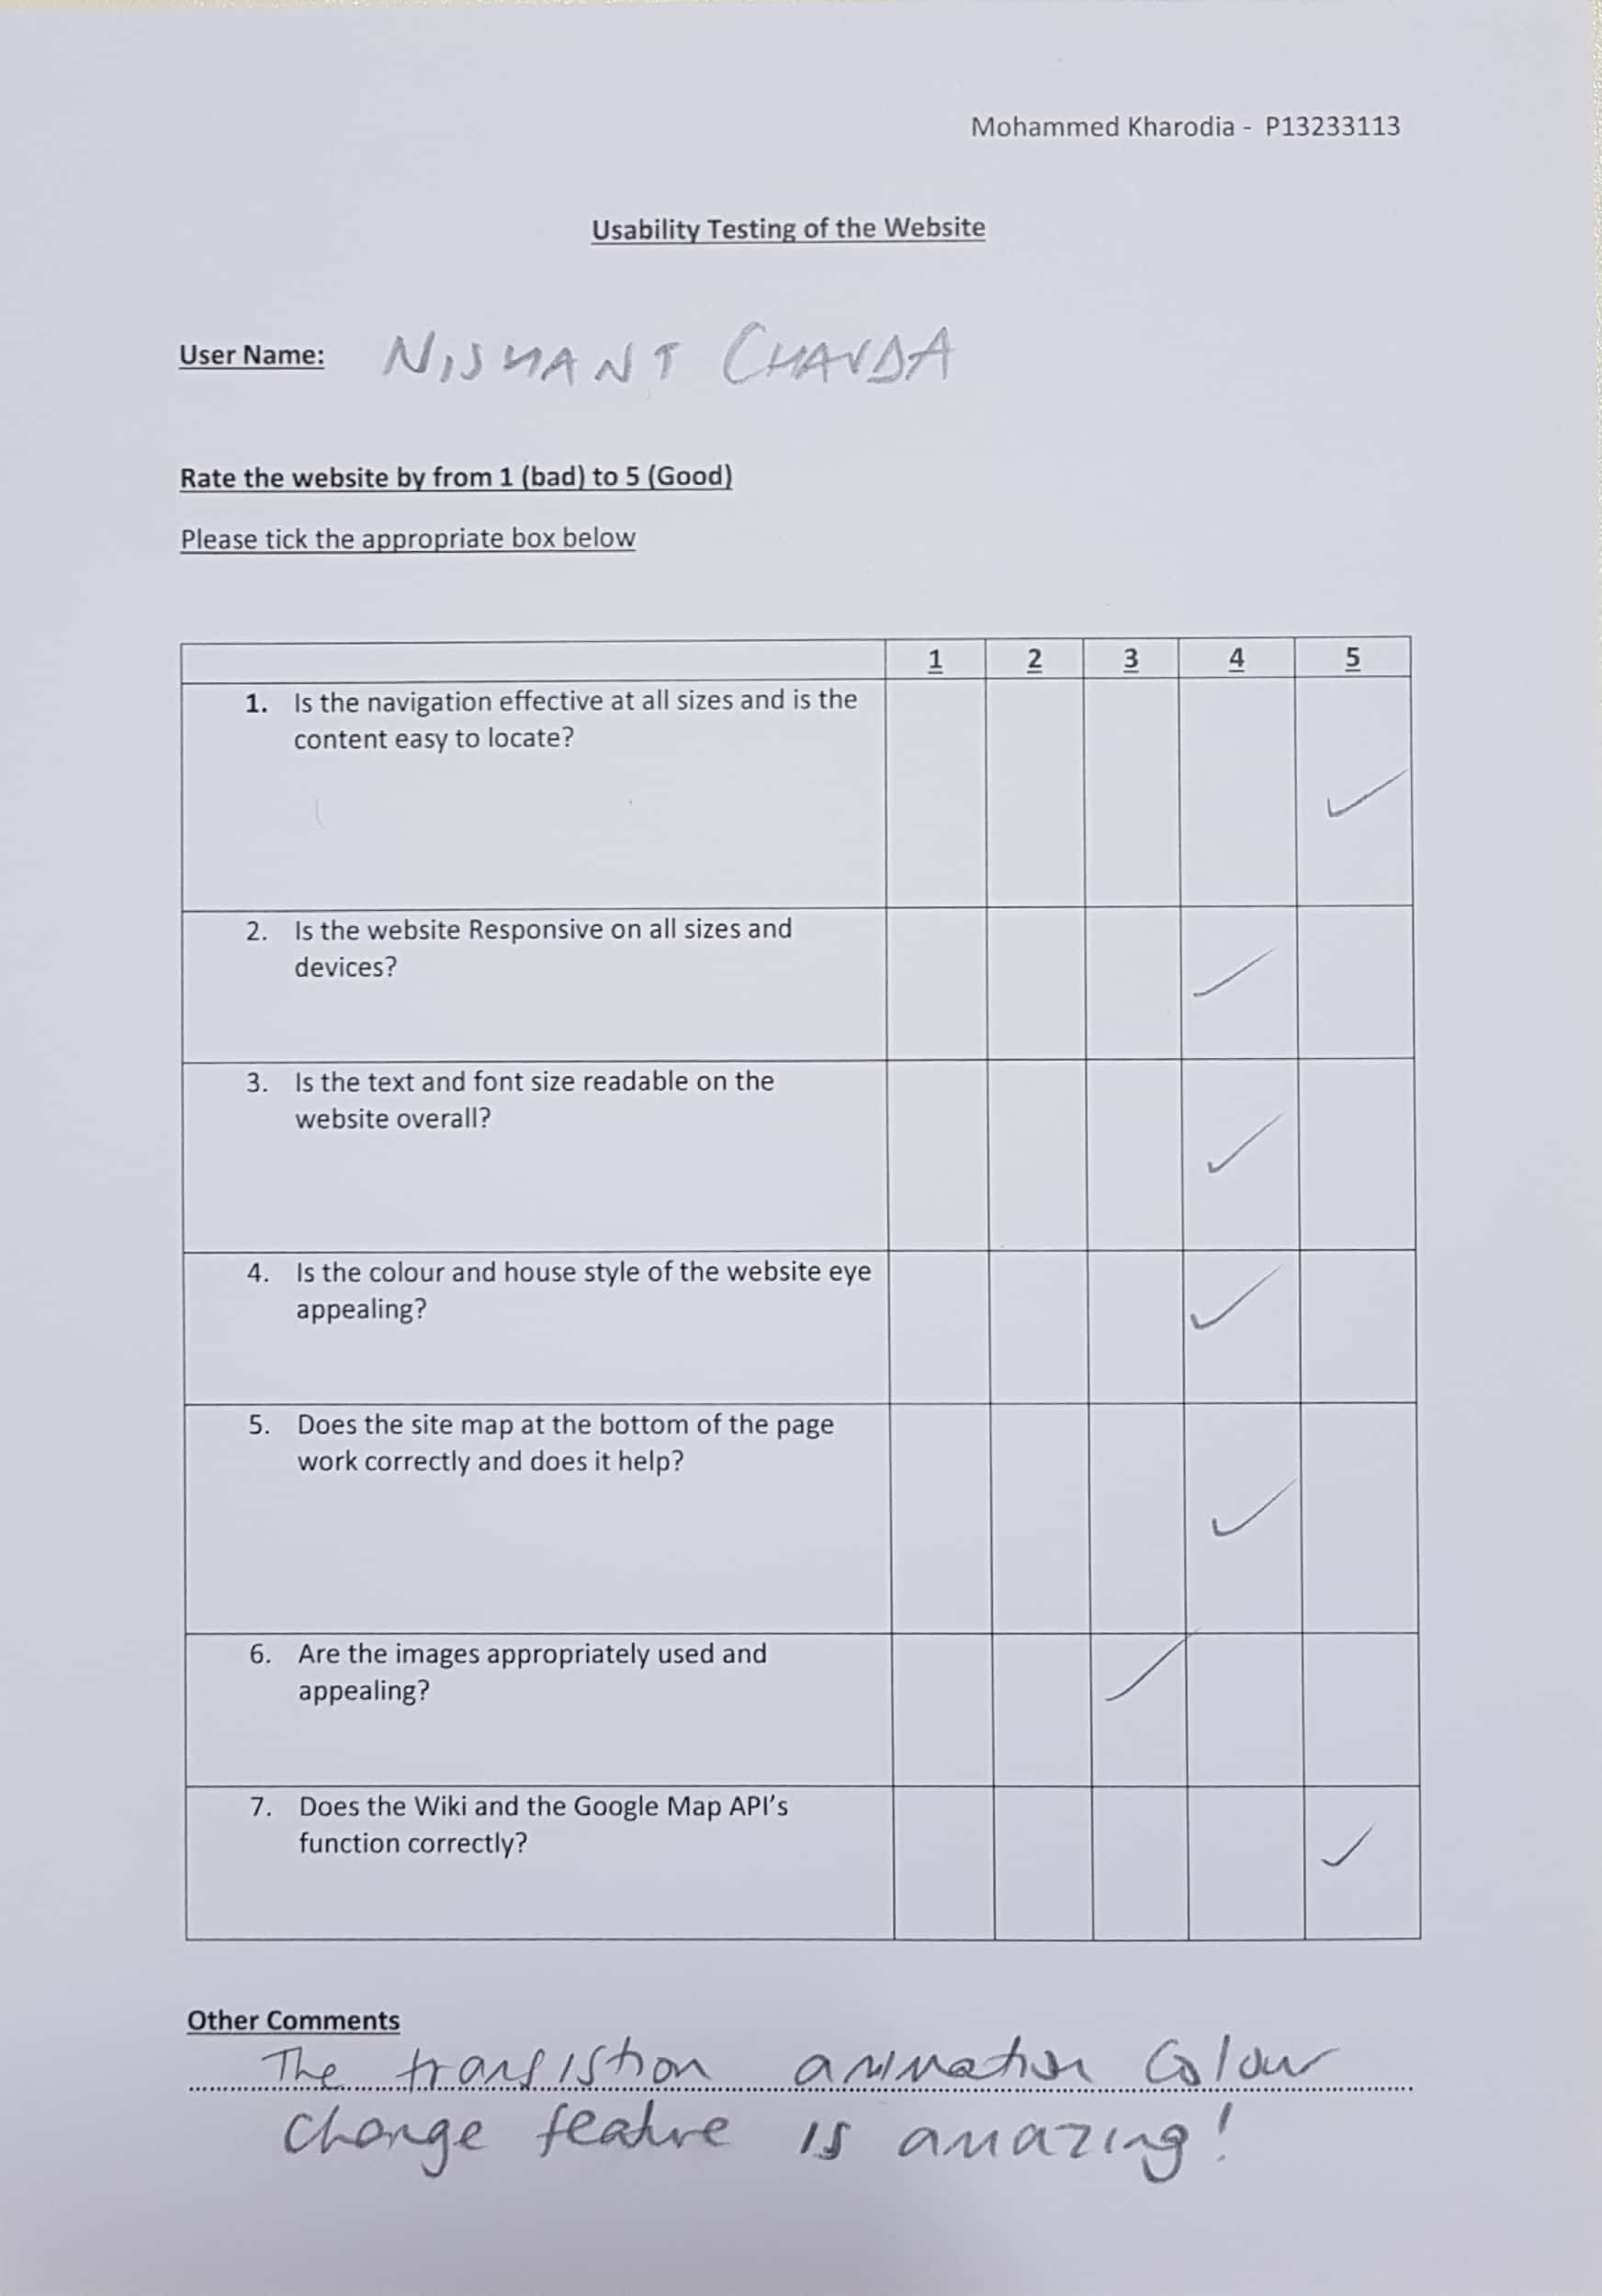 Mohammed Kharodia - P13233113
Usability Testing of the Website
User Name: NISHANT CHAVDA
Rate the website by from 1 (bad) to 5 (Good)
Please tick the appropriate box below
1 2 3 4 5
1. Is the navigation effective at all sizes and is the
content easy to locate?
✓
2. Is the website Responsive on all sizes and
devices?
✓
3. Is the text and font size readable on the
website overall?
✓
4. Is the colour and house style of the website eye
appealing?
✓
5. Does the site map at the bottom of the page
work correctly and does it help?
✓
6. Are the images appropriately used and
appealing?
✓
7. Does the Wiki and the Google Map API's
function correctly?
✓
Other Comments
The transistion animation Colour
change feature is amazing!